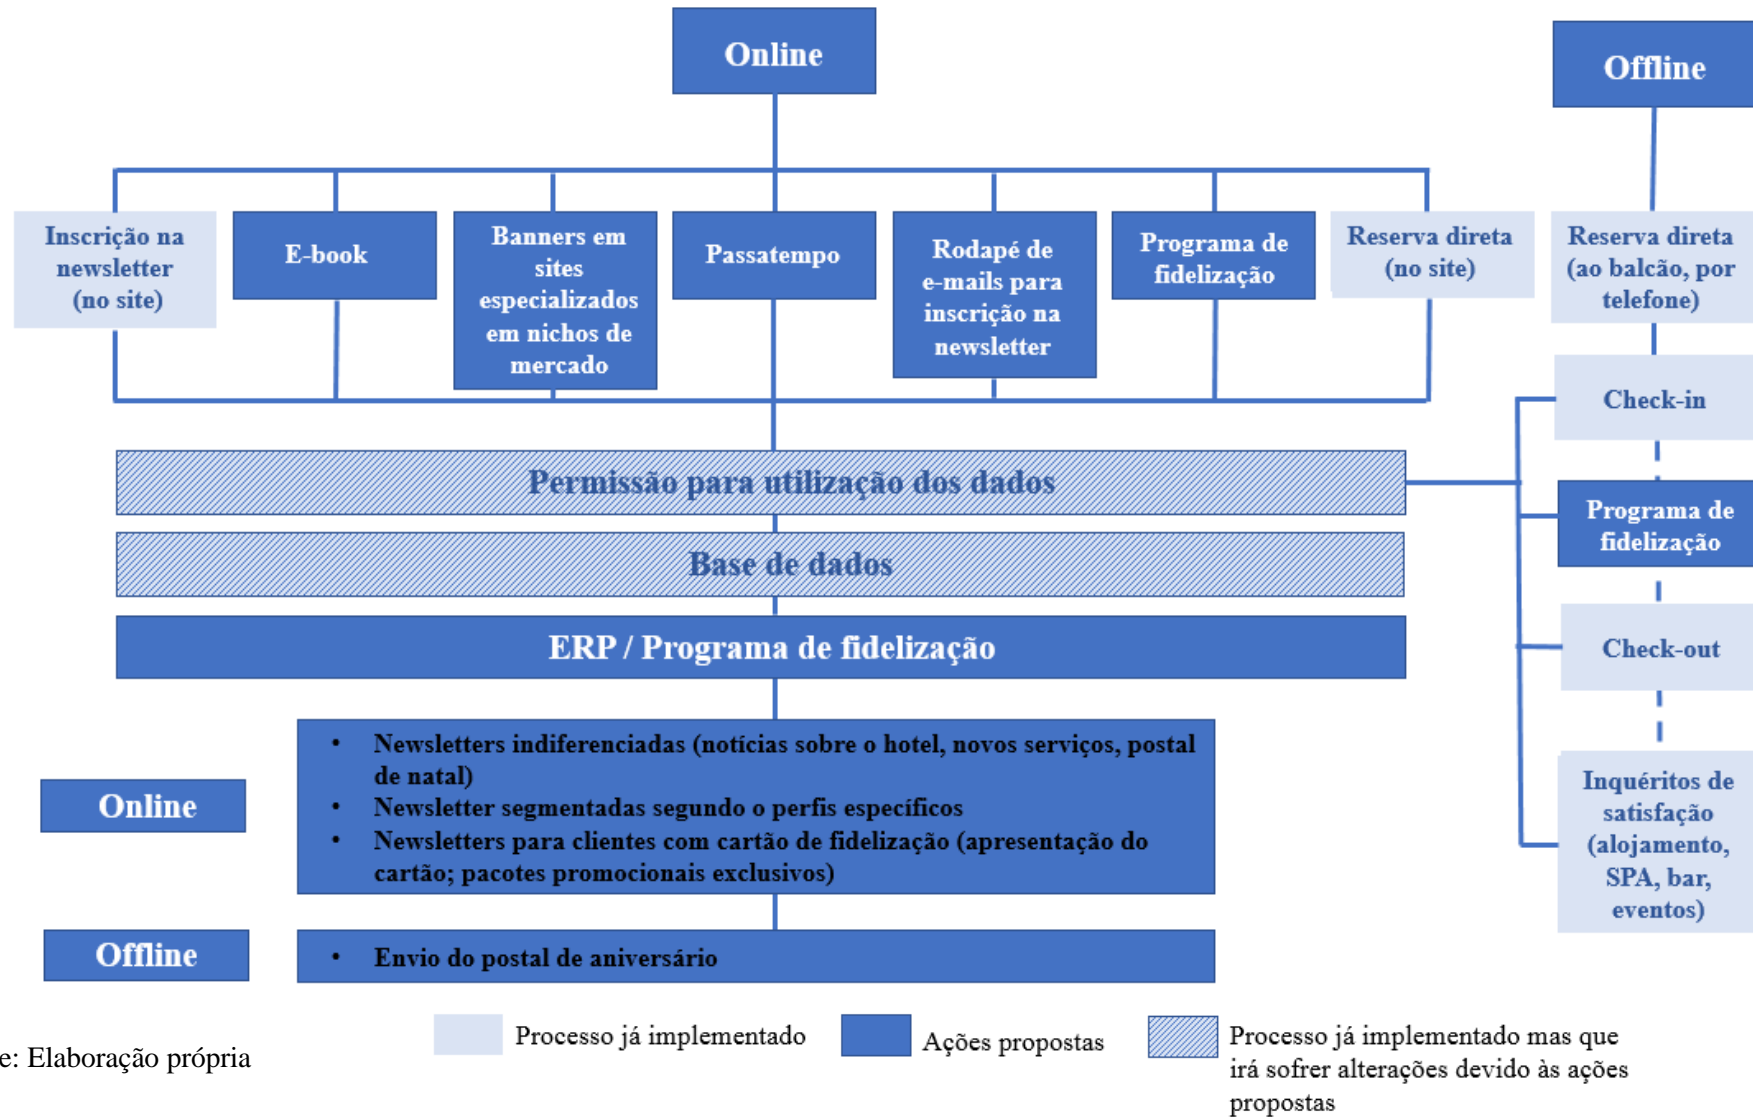 Online
Offline
Inscrição na
newsletter
(no site)
E-book
Banners em
sites
especializados
em nichos de
mercado
Passatempo
Rodapé de
e-mails para
inscrição na
newsletter
Programa de
fidelização
Reserva direta
(no site)
Reserva direta
(ao balcão, por
telefone)
Check-in
Permissão para utilização dos dados
Programa de
fidelização
Base de dados
ERP / Programa de fidelização
Check-out
• Newsletters indiferenciadas (notícias sobre o hotel, novos serviços, postal
de natal)
• Newsletter segmentadas segundo o perfis específicos
• Newsletters para clientes com cartão de fidelização (apresentação do
cartão; pacotes promocionais exclusivos)
Online
Inquéritos de
satisfação
(alojamento,
SPA, bar,
eventos)
Offline
• Envio do postal de aniversário
Processo já implementado
Ações propostas
Processo já implementado mas que
irá sofrer alterações devido às ações
propostas
e: Elaboração própria